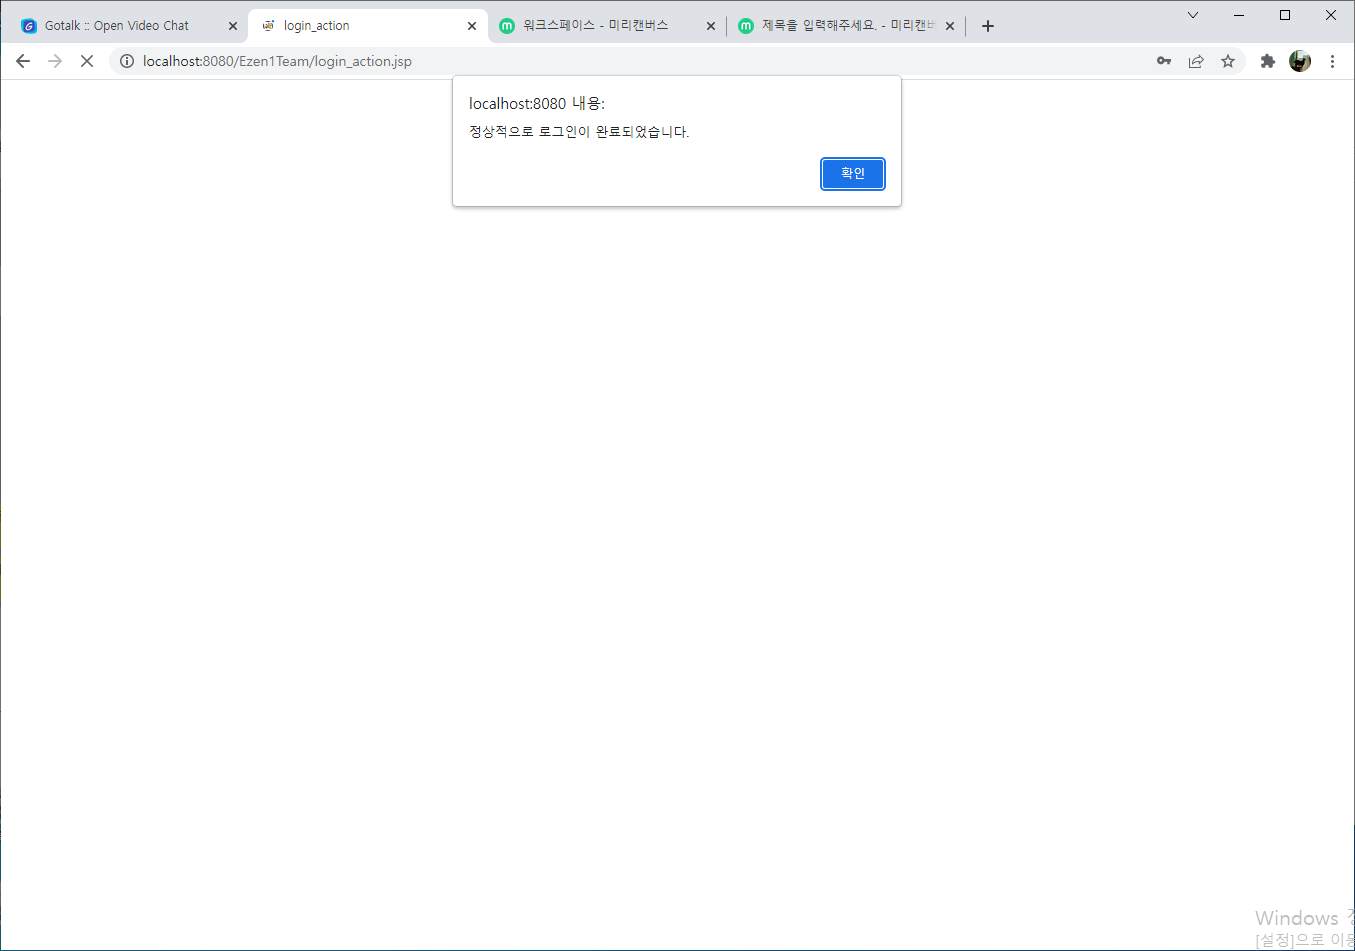 Gotalk :: Open Video Chat
login_action
워크스페이스 - 미리캔버스
제목을 입력해주세요. - 미리캔버
localhost:8080/Ezen1Team/login_action.jsp
localhost:8080 내용:
정상적으로 로그인이 완료되었습니다.
확인
Windows
[설정]으로 이동